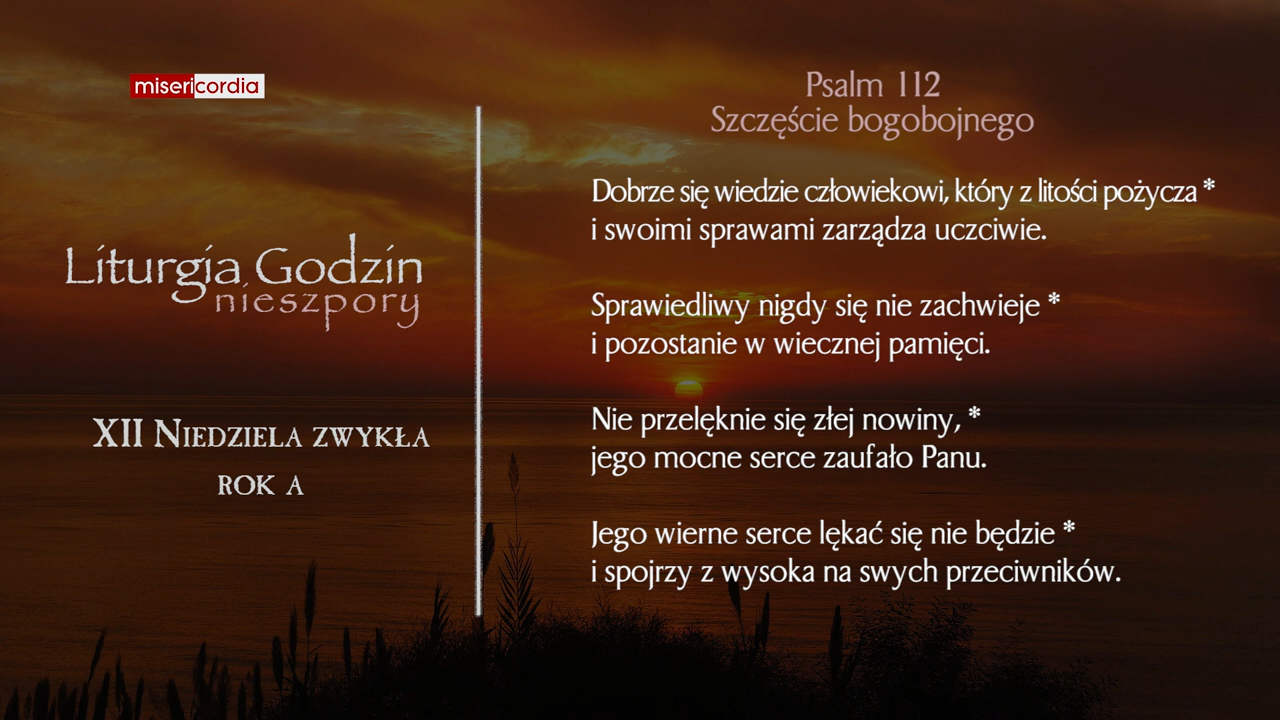 misericordia
Liturgia Godzin
nieszpory
XII Niedziela zwykła
rok a
Psalm 112
Szczęście bogobojnego
Dobrze się wiedzie człowiekowi, który z litości pożycza *
i swoimi sprawami zarządza uczciwie.
Sprawiedliwy nigdy się nie zachwieje *
i pozostanie w wiecznej pamięci.
Nie przelęknie się złej nowiny, *
jego mocne serce zaufało Panu.
Jego wierne serce lękać się nie będzie *
i spojrzy z wysoka na swych przeciwników.